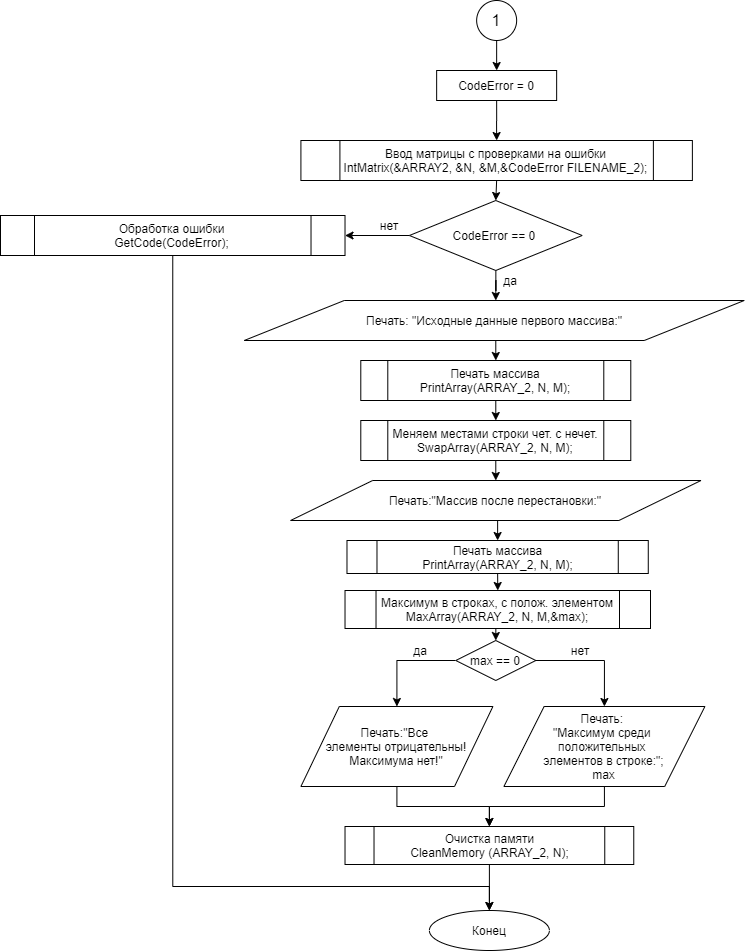 1
CodeError = 0
Ввод матрицы с проверками на ошибки
IntMatrix(&ARRAY2, &N, &M,&CodeError FILENAME_2);
CodeError == 0
нет
Обработка ошибки
GetCode(CodeError);
да
Печать: "Исходные данные первого массива:"
Печать массива
PrintArray(ARRAY_2, N, M);
Меняем местами строки чет. с нечет.
SwapArray(ARRAY_2, N, M);
Печать:"Массив после перестановки:"
Печать массива
PrintArray(ARRAY_2, N, M);
Максимум в строках, с полож. элементом
MaxArray(ARRAY_2, N, M,&max);
max == 0
да
нет
Печать:"Все
элементы отрицательны!
Максимума нет!"
Печать:
"Максимум среди
положительных
элементов в строке:";
max
Очистка памяти
CleanMemory (ARRAY_2, N);
Конец